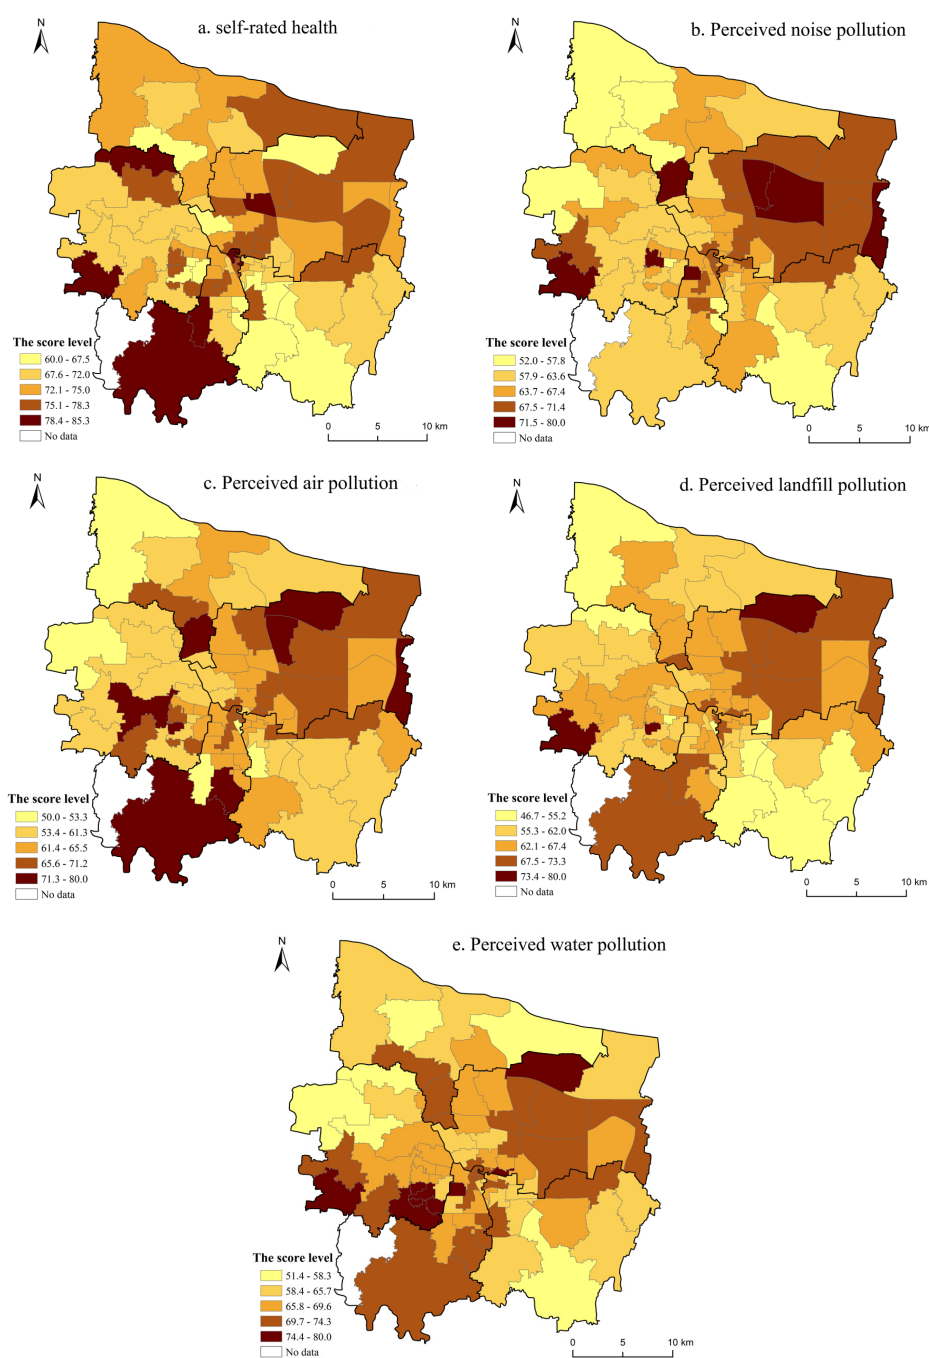 N
a. self-rated health
The score level
60.0 - 67.5
67.6 - 72.0
72.1 - 75.0
75.1 - 78.3
78.4 - 85.3
No data
0 5 10 km
N
b. Perceived noise pollution
The score level
52.0 - 57.8
57.9 - 63.6
63.7 - 67.4
67.5 - 71.4
71.5 - 80.0
No data
0 5 10 km
N
c. Perceived air pollution
The score level
50.0 - 53.3
53.4 - 61.3
61.4 - 65.5
65.6 - 71.2
71.3 - 80.0
No data
0 5 10 km
N
d. Perceived landfill pollution
The score level
46.7 - 55.2
55.3 - 62.0
62.1 - 67.4
67.5 - 73.3
73.4 - 80.0
No data
0 5 10 km
N
e. Perceived water pollution
The score level
51.4 - 58.3
58.4 - 65.7
65.8 - 69.6
69.7 - 74.3
74.4 - 80.0
No data
0 5 10 km